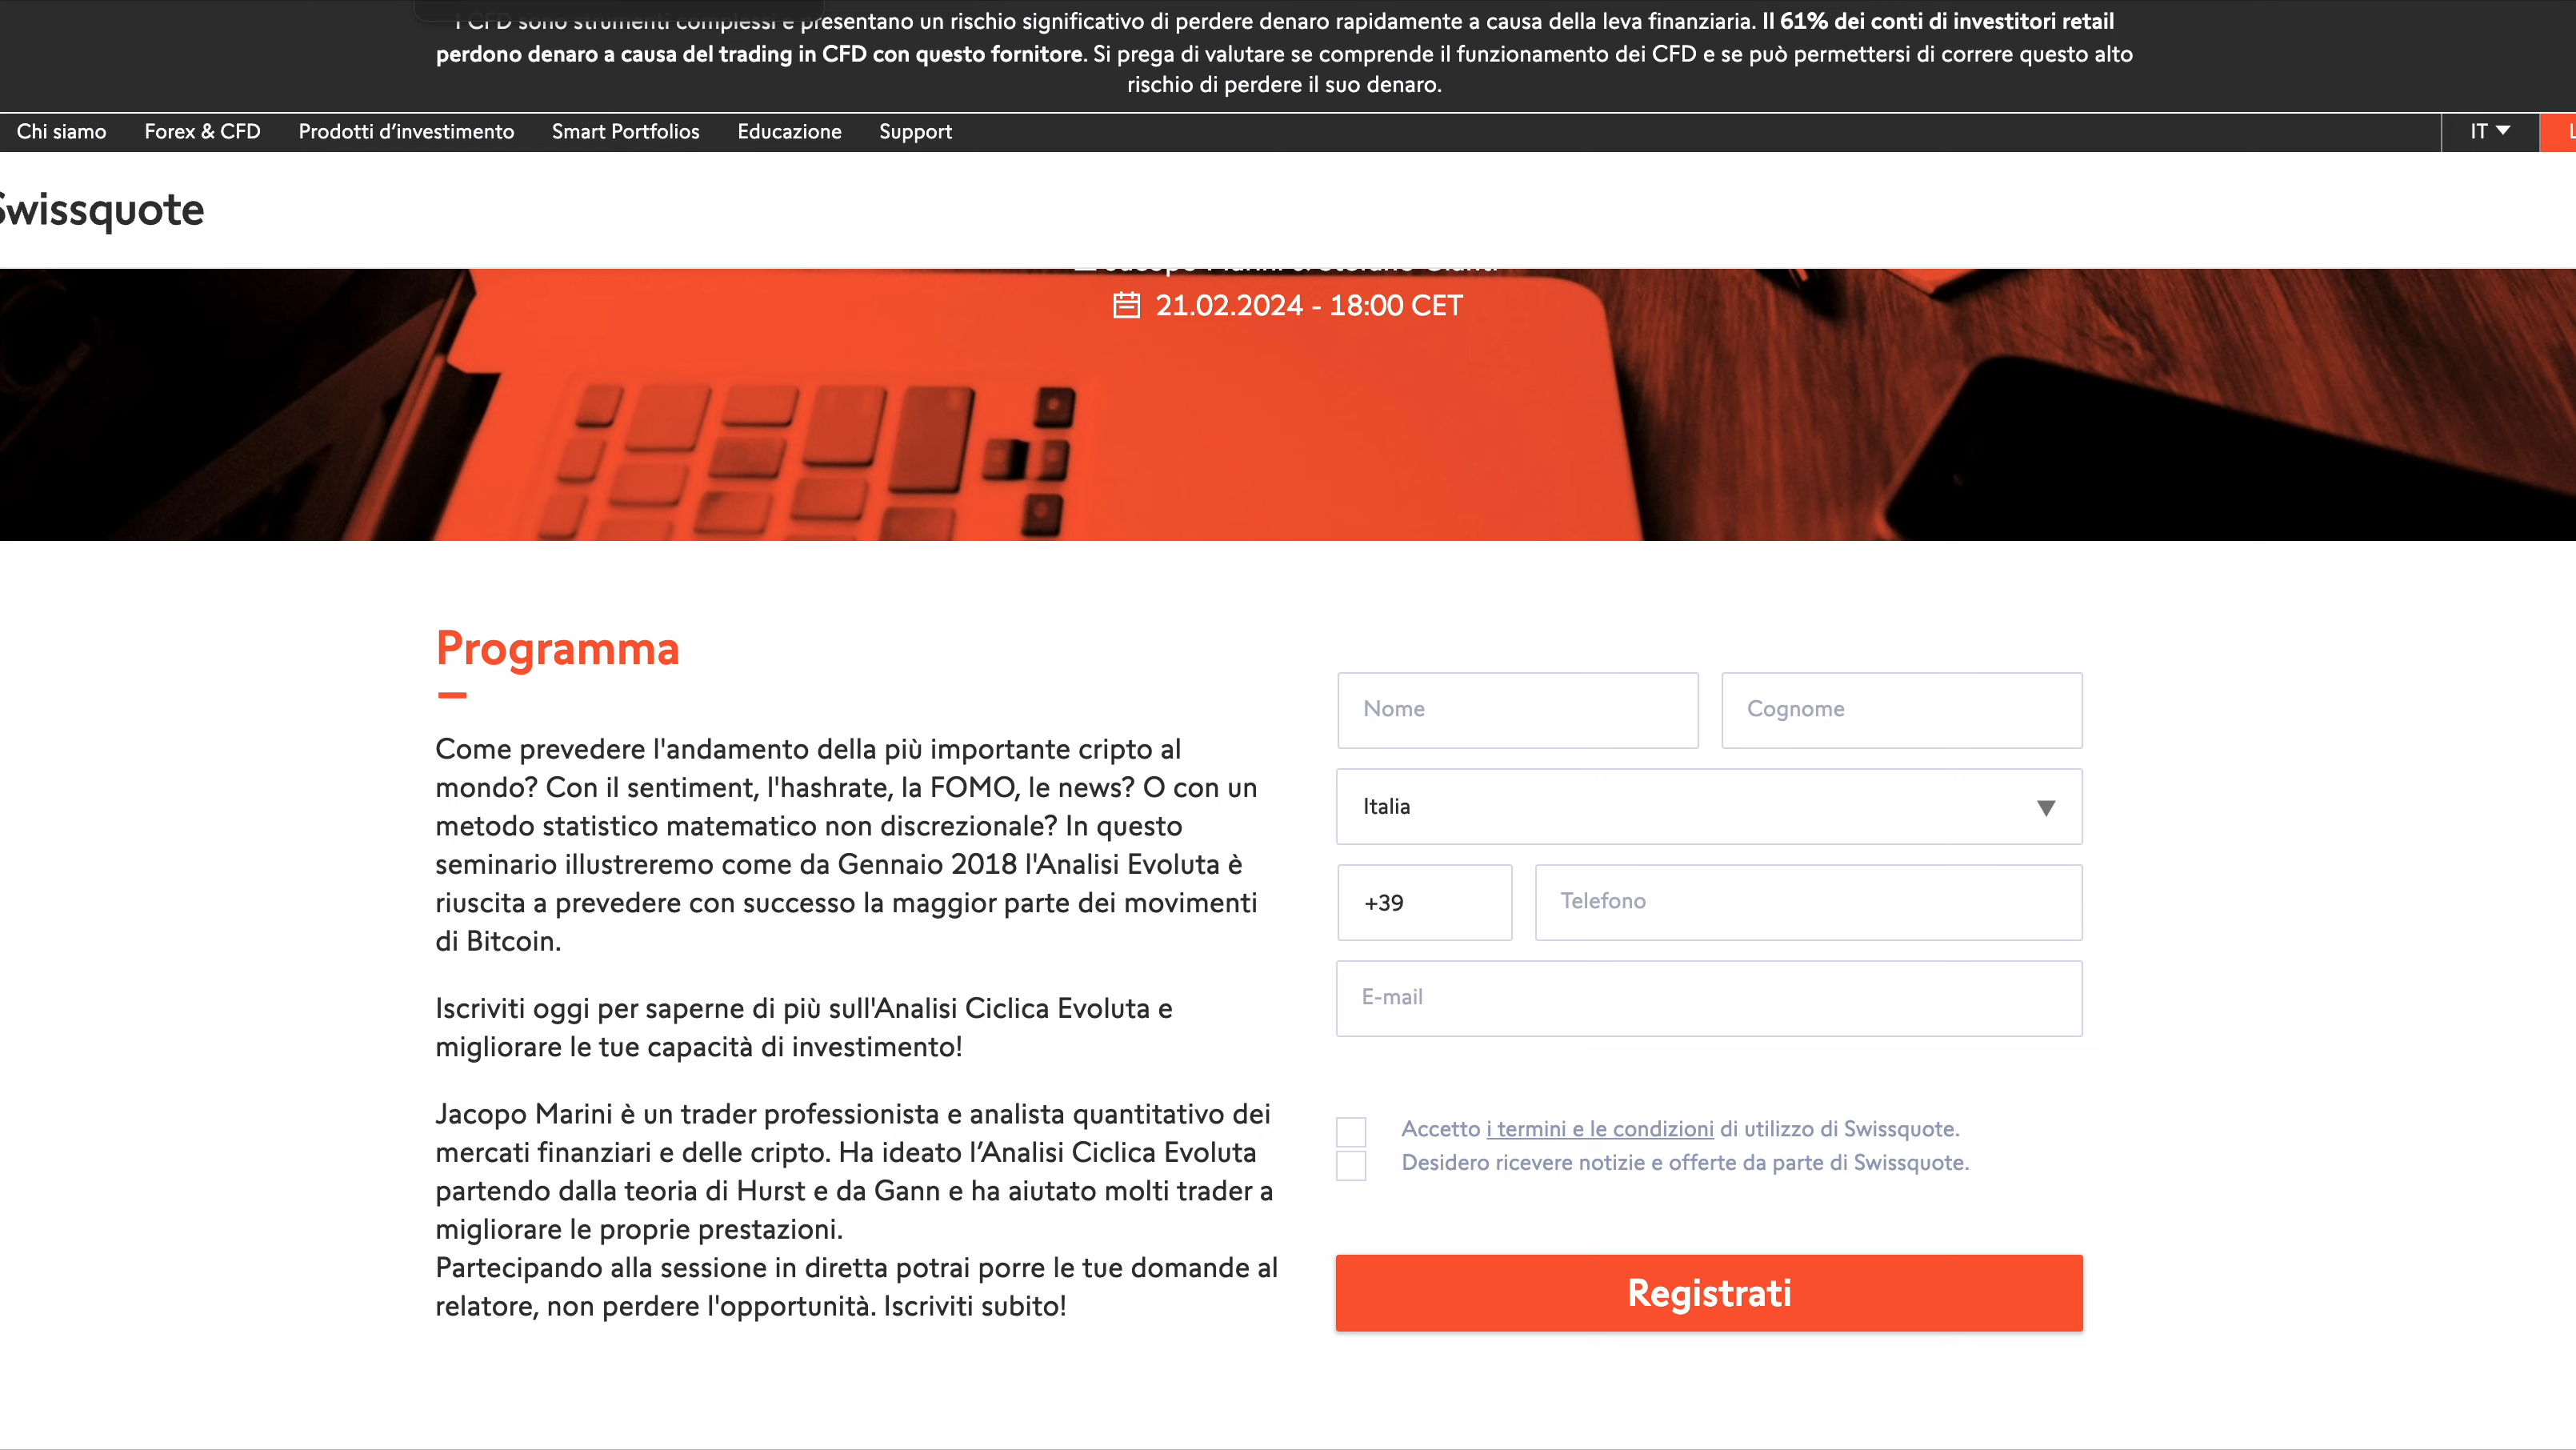 I CFD sono strumenti complessi e presentano un rischio significativo di perdere denaro rapidamente a causa della leva finanziaria. Il 61% dei conti di investitori retail
perdono denaro a causa del trading in CFD con questo fornitore. Si prega di valutare se comprende il funzionamento dei CFD e se può permettersi di correre questo alto
rischio di perdere il suo denaro.
Chi siamo Forex & CFD Prodotti d’investimento Smart Portfolios Educazione Support IT
Swissquote
21.02.2024 - 18:00 CET
Programma
Come prevedere l'andamento della più importante cripto al
mondo? Con il sentiment, l'hashrate, la FOMO, le news? O con un
metodo statistico matematico non discrezionale? In questo
seminario illustreremo come da Gennaio 2018 l'Analisi Evoluta è
riuscita a prevedere con successo la maggior parte dei movimenti
di Bitcoin.
Iscriviti oggi per saperne di più sull'Analisi Ciclica Evoluta e
migliorare le tue capacità di investimento!
Jacopo Marini è un trader professionista e analista quantitativo dei
mercati finanziari e delle cripto. Ha ideato l’Analisi Ciclica Evoluta
partendo dalla teoria di Hurst e da Gann e ha aiutato molti trader a
migliorare le proprie prestazioni.
Partecipando alla sessione in diretta potrai porre le tue domande al
relatore, non perdere l'opportunità. Iscriviti subito!
Nome Cognome
Italia
+39 Telefono
E-mail
Accetto i termini e le condizioni di utilizzo di Swissquote.
Desidero ricevere notizie e offerte da parte di Swissquote.
Registrati